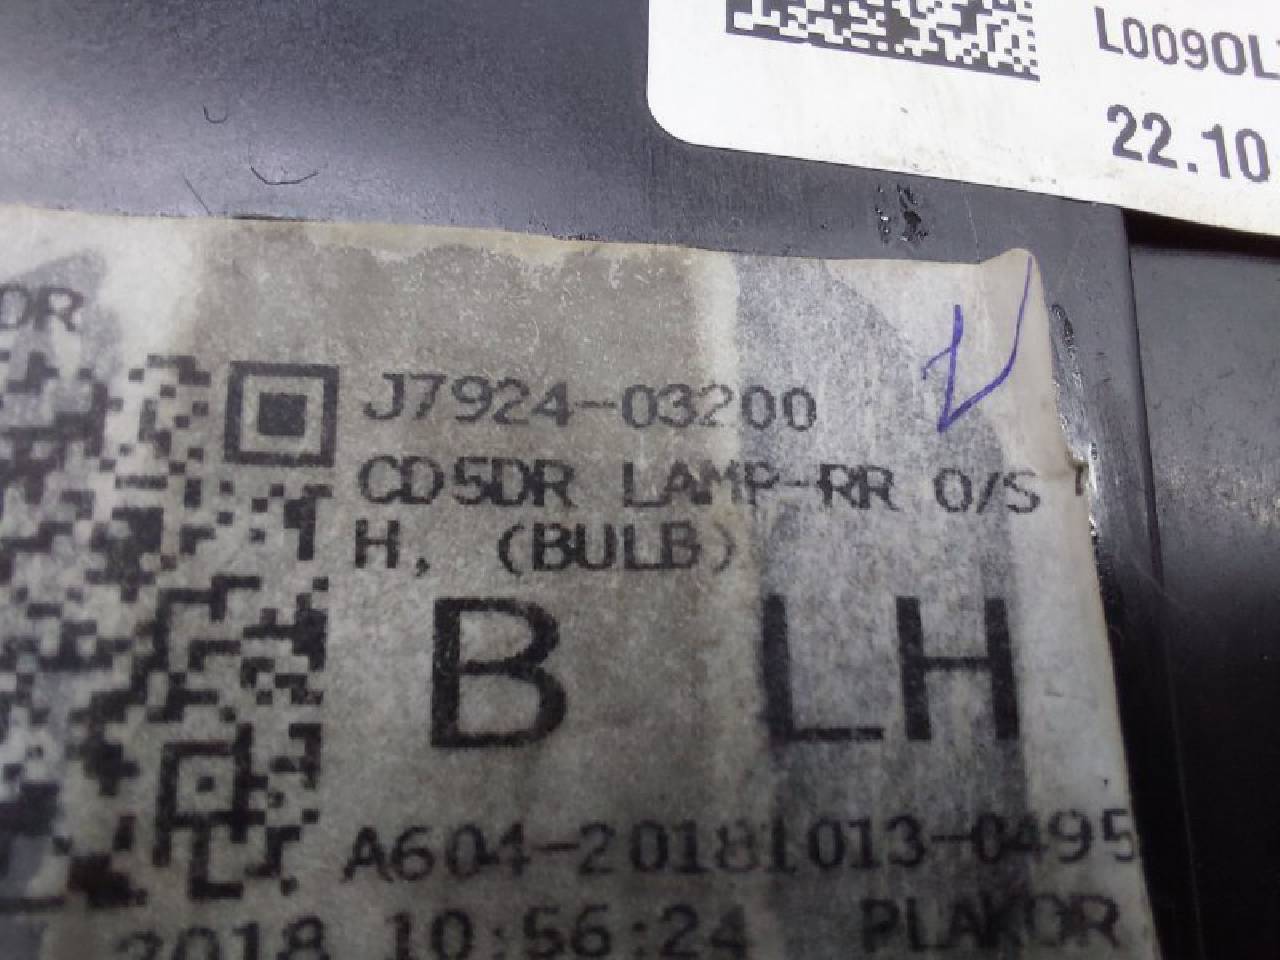 L009OL
22.10
DR
J7924-03200
CD5DR LAMP-RR O/S
H, (BULB)
B LH
A604-20181013-0495
2018 10:56:24 PLAKOR